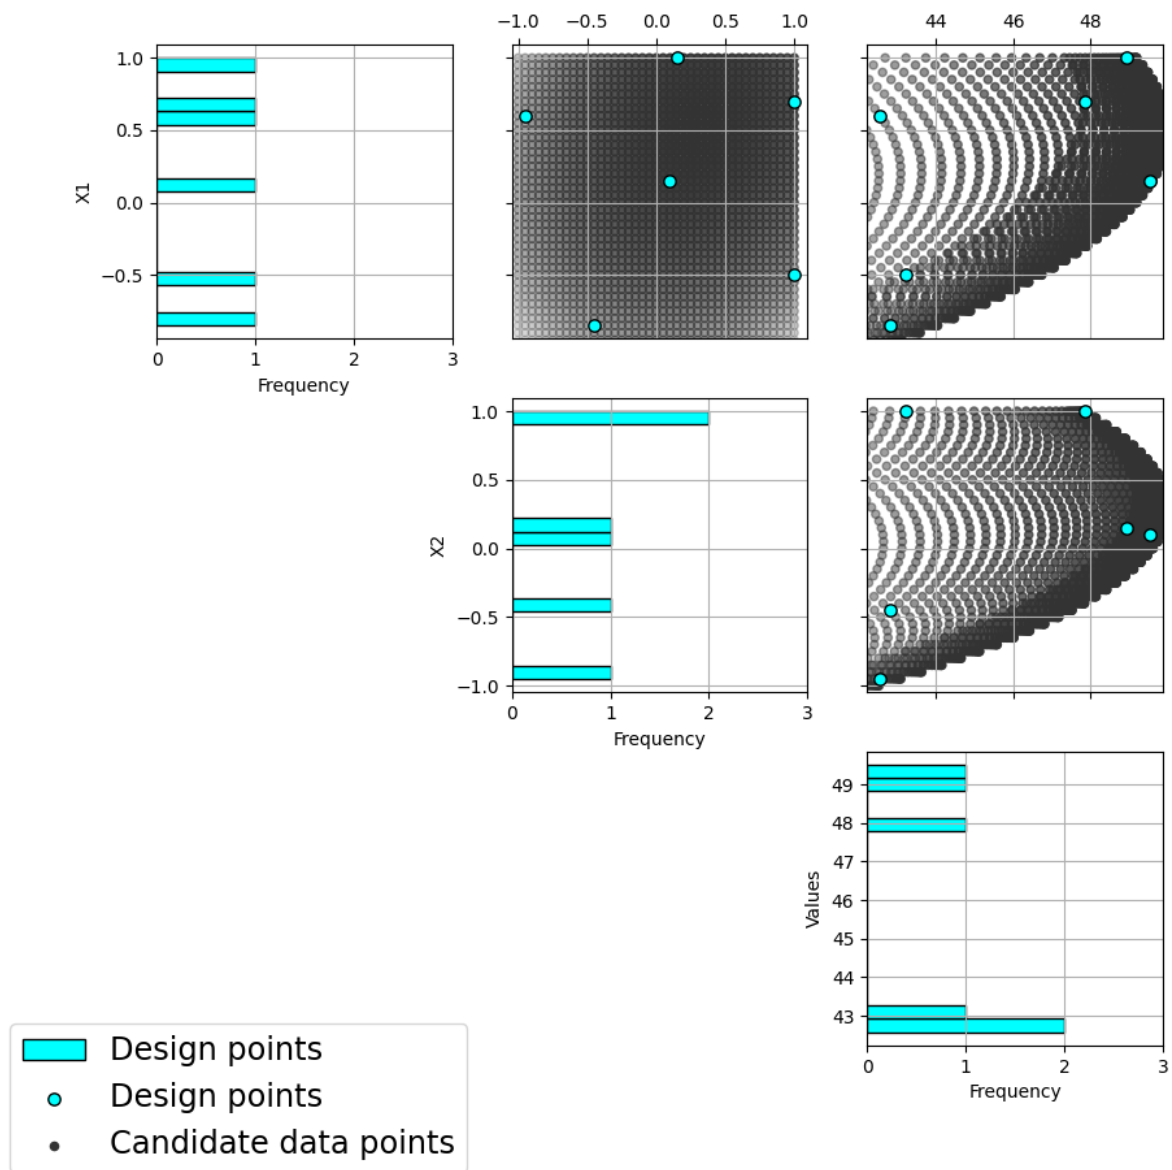 −1.0 −0.5 0.0 0.5 1.0 44 46 48
1.0
0.5
0.0
−0.5
X1
0 1 2 3
Frequency
1.0
0.5
0.0
−0.5
−1.0
X2
0 1 2 3
Frequency
49
48
47
46
45
44
43
Values
0 1 2 3
Frequency
Design points
Design points
Candidate data points